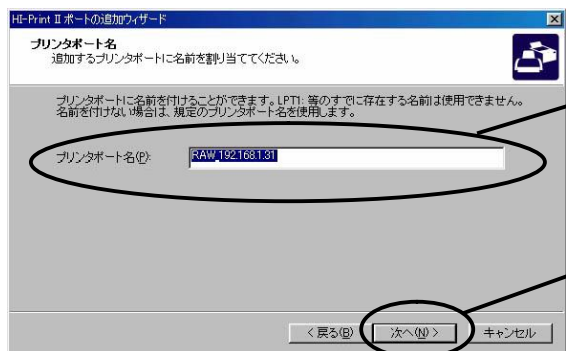 HI-Print Ⅱ ポートの追加ウィザード
プリンタポート名
追加するプリンタポートに名前を割り当ててください。
プリンタポートに名前を付けることができます。LPT1: 等のすでに存在する名前は使用できません。
名前を付けない場合は、規定のプリンタポート名を使用します。
プリンタポート名(P):
RAW_192.168.1.31
< 戻る(B)
次へ(N) >
キャンセル